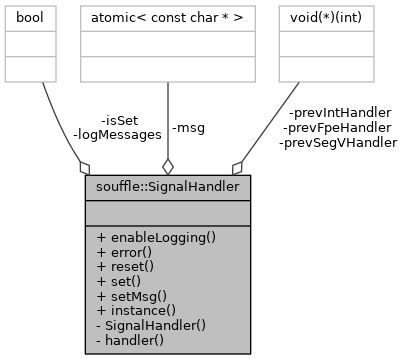 bool
atomic< const char * >
void(*)(int)
-isSet
-logMessages
-msg
-prevIntHandler
-prevFpeHandler
-prevSegVHandler
souffle::SignalHandler
+ enableLogging()
+ error()
+ reset()
+ set()
+ setMsg()
+ instance()
- SignalHandler()
- handler()